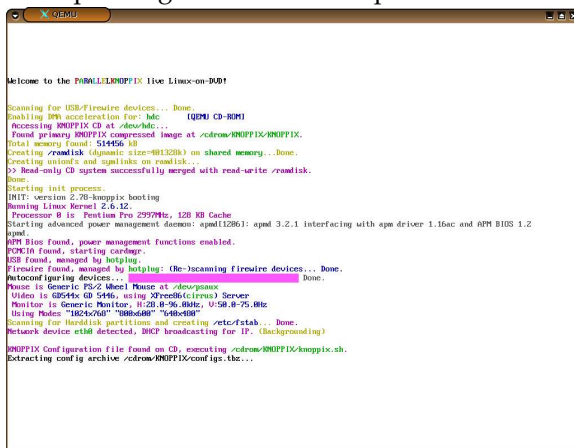 QEMU
Welcome to the PARALLELKNOPPIX live Linux-on-DVD!
Scanning for USB/Firewire devices... Done.
Enabling DMA acceleration for: hdc [QEMU CD-ROM]
Accessing KNOPPIX CD at /dev/hdc...
Found primary KNOPPIX compressed image at /cdrom/KNOPPIX/KNOPPIX.
Total memory found: 514456 kB
Creating /ramdisk (dynamic size=401328k) on shared memory...Done.
Creating unionfs and symlinks on ramdisk...
>> Read-only CD system successfully merged with read-write /ramdisk.
Done.
Starting init process.
INIT: version 2.78-knoppix booting
Running Linux Kernel 2.6.12.
Processor 0 is Pentium Pro 2997MHz, 128 KB Cache
Starting advanced power management daemon: apmd[1206]: apmd 3.2.1 interfacing with apm driver 1.16ac and APM BIOS 1.2
apmd.
APM Bios found, power management functions enabled.
PCMCIA found, starting cardmgr.
USB found, managed by hotplug.
Firewire found, managed by hotplug: (Re-)scanning firewire devices... Done.
Autoconfiguring devices... Done.
Mouse is Generic PS/2 Wheel Mouse at /dev/psaux
Video is GD544x GD 5446, using XFree86(cirrus) Server
Monitor is Generic Monitor, H:28.0-96.0kHz, V:50.0-75.0Hz
Using Modes "1024x768" "800x600" "640x480"
Scanning for Harddisk partitions and creating /etc/fstab... Done.
Network device eth0 detected, DHCP broadcasting for IP. (Backgrounding)
KNOPPIX Configuration file found on CD, executing /cdrom/KNOPPIX/knoppix.sh.
Extracting config archive /cdrom/KNOPPIX/configs.tbz...